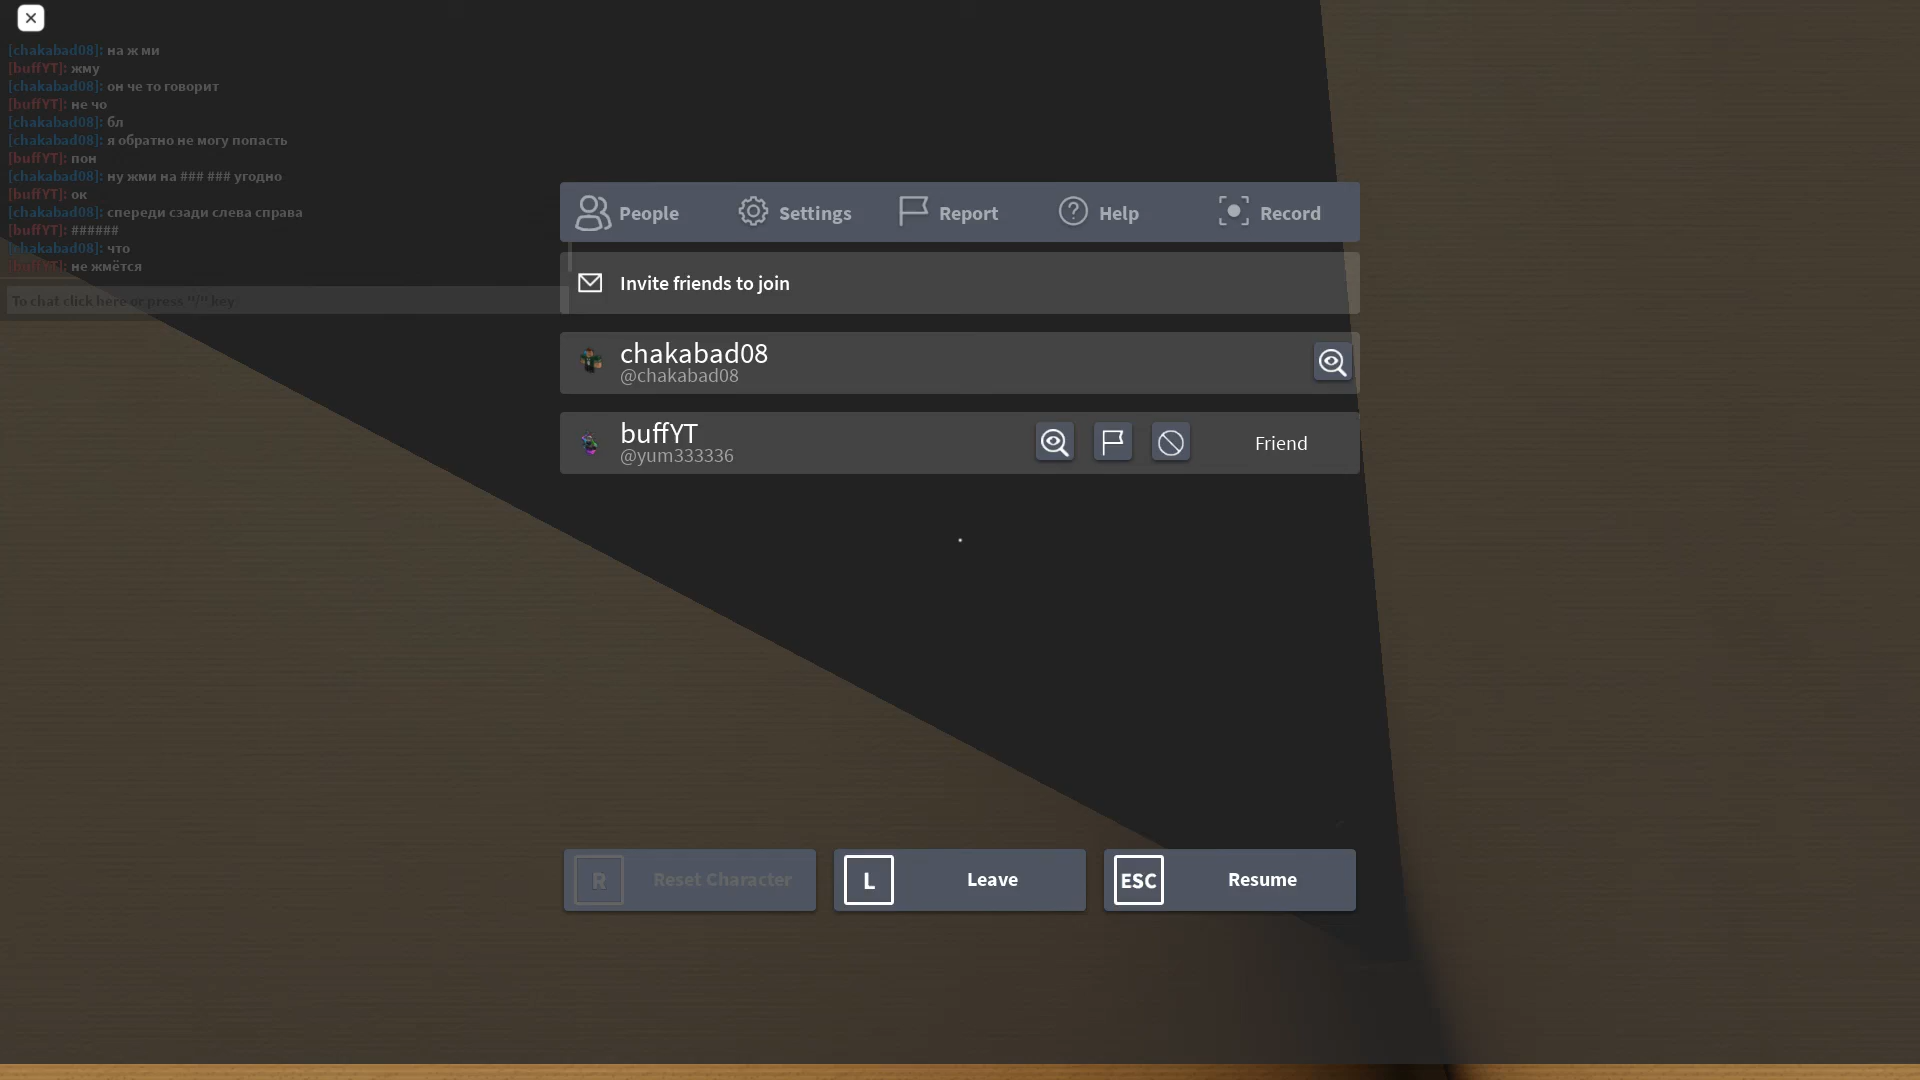 [chakabad08]: на ж ми
[buffYT]: жму
[chakabad08]: он че то говорит
[buffYT]: не чо
[chakabad08]: бл
[chakabad08]: я обратно не могу попасть
[buffYT]: пон
[chakabad08]: ну жми на ### ### угодно
[buffYT]: ок
[chakabad08]: спереди сзади слева справа
[buffYT]: ######
[chakabad08]: что
[buffYT]: не жмётся
To chat click here or press "/" key
People Settings Report Help Record
Invite friends to join
chakabad08
@chakabad08
buffYT
@yum333336
Friend
R Reset Character L Leave ESC Resume